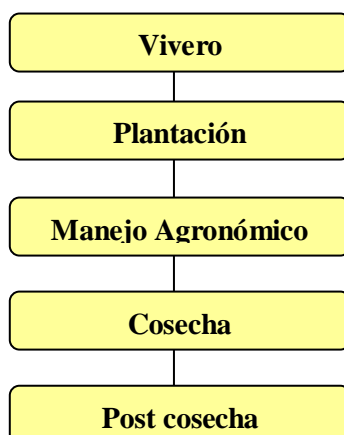 Vivero
Plantación
Manejo Agronómico
Cosecha
Post cosecha